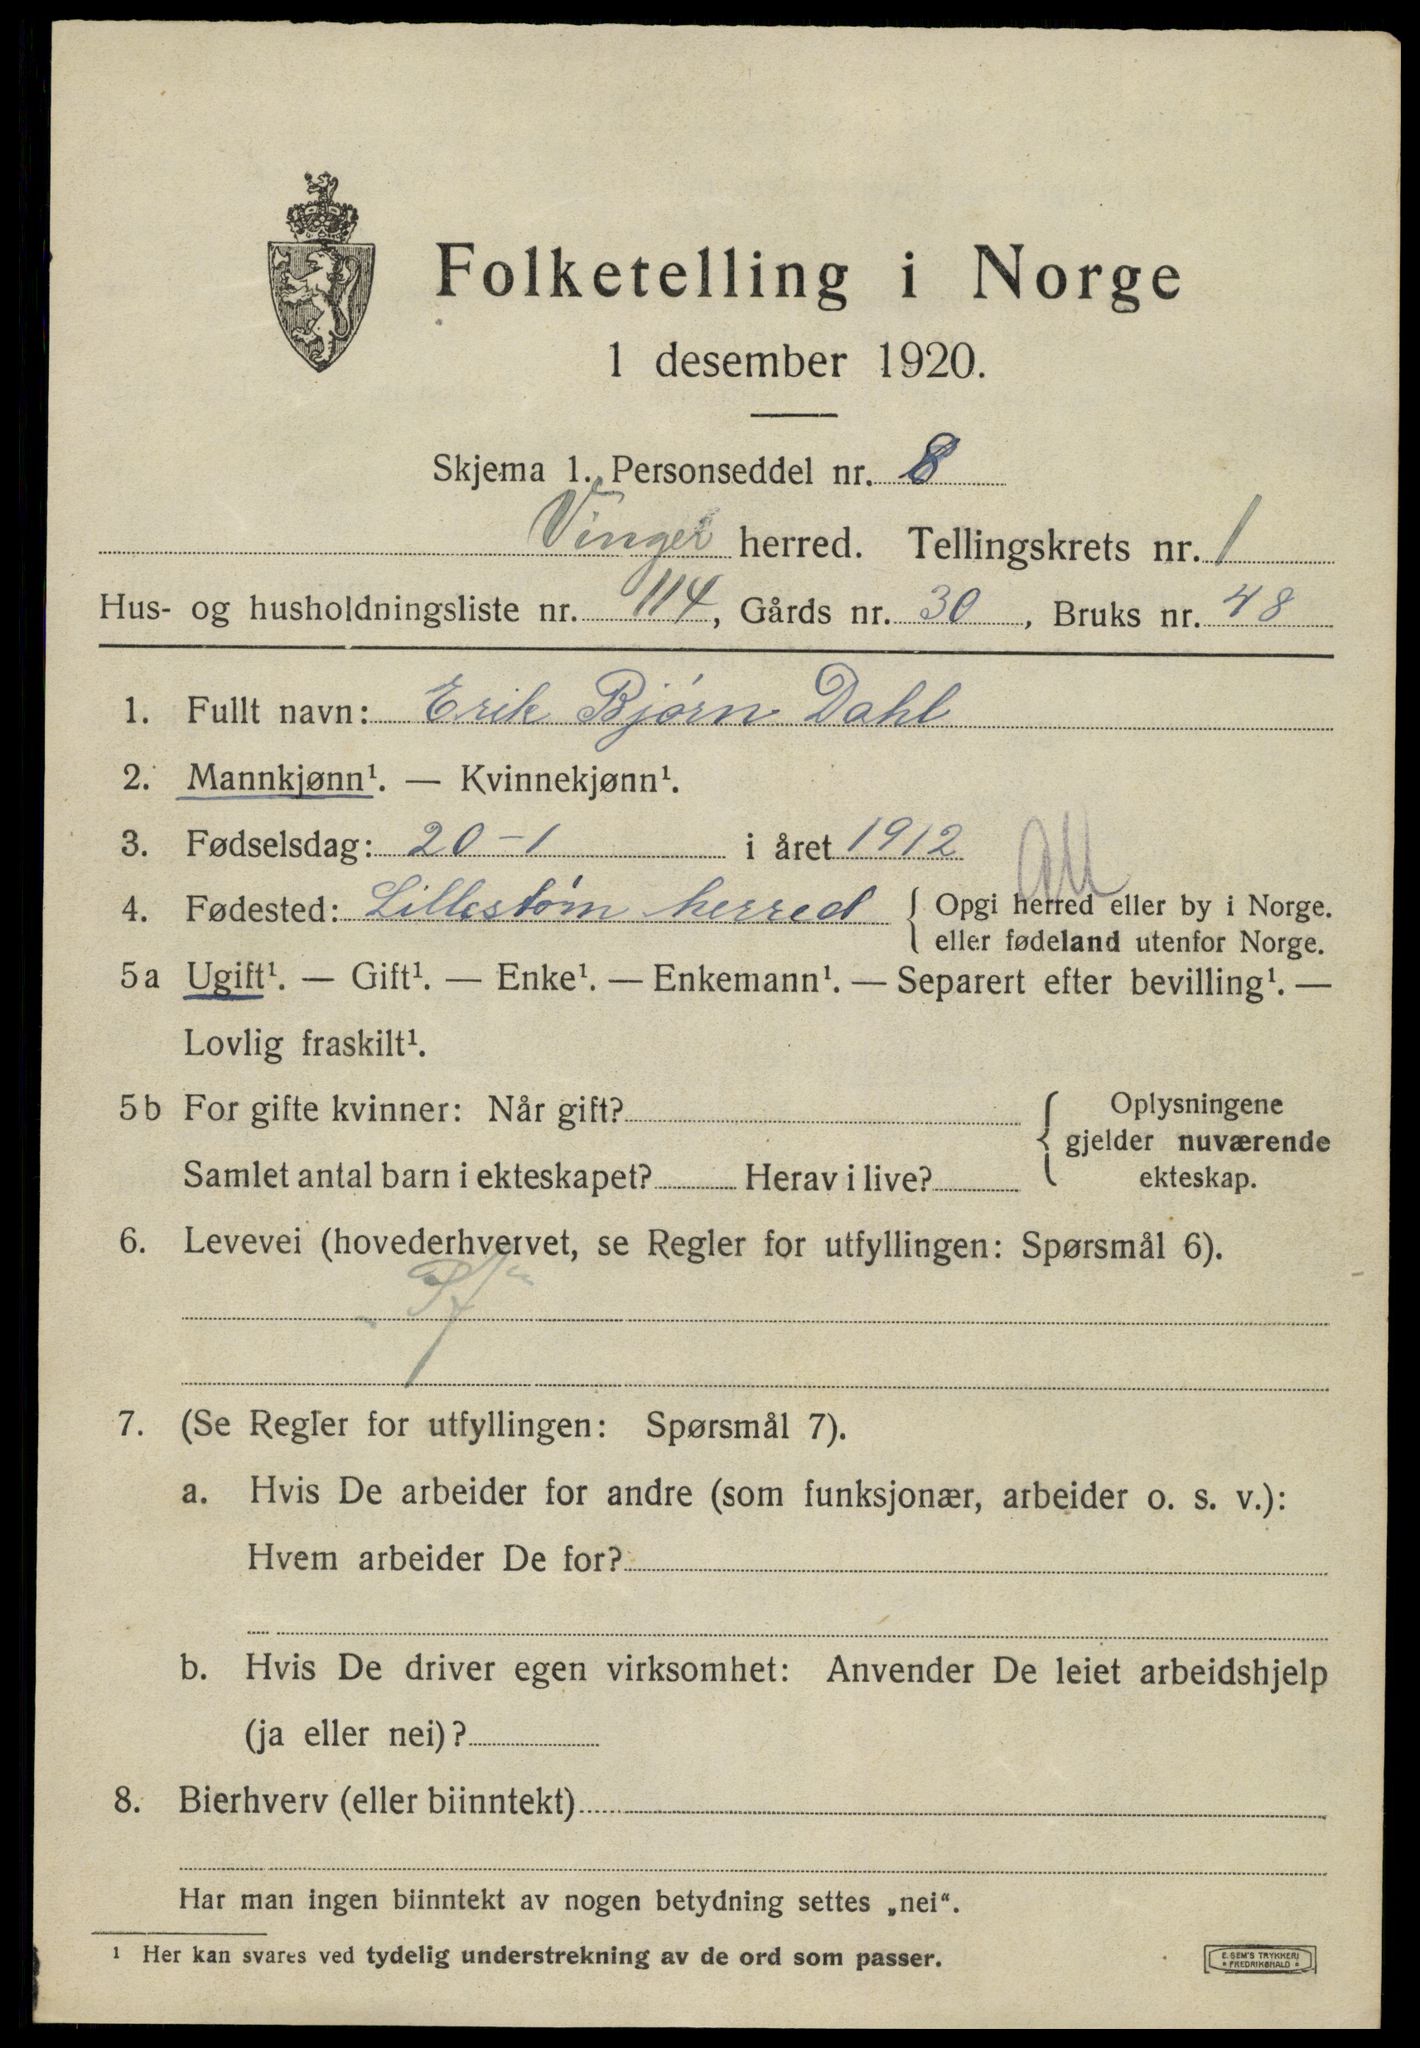 Folketelling i Norge
1 desember 1920.
Skjema 1. Personseddel nr. 8
Vinger herred. Tellingskrets nr. 1
Hus- og husholdningsliste nr. 114, Gårds nr. 30, Bruks nr. 48
1. Fullt navn: Erik Bjørn Dahl
2. Mannkjønn¹. — Kvinnekjønn¹.
3. Fødselsdag: 20-1 i året 1912
4. Fødested: Lillestøm herred { Opgi herred eller by i Norge.
eller fødeland utenfor Norge.
5a Ugift¹. — Gift¹. — Enke¹. — Enkemann¹. — Separert efter bevilling¹. —
Lovlig fraskilt¹.
5b For gifte kvinner: Når gift? { Oplysningene
gjelder nuværende
Samlet antal barn i ekteskapet? Herav i live? ekteskap.
6. Levevei (hovederhvervet, se Regler for utfyllingen: Spørsmål 6).
7. (Se Regler for utfyllingen: Spørsmål 7).
a. Hvis De arbeider for andre (som funksjonær, arbeider o. s. v.):
Hvem arbeider De for?
b. Hvis De driver egen virksomhet: Anvender De leiet arbeidshjelp
(ja eller nei)?
8. Bierhverv (eller biinntekt)
Har man ingen biinntekt av nogen betydning settes „nei“.
¹ Her kan svares ved tydelig understrekning av de ord som passer.
E. SEM'S TRYKKERI
FREDRIKSHALD